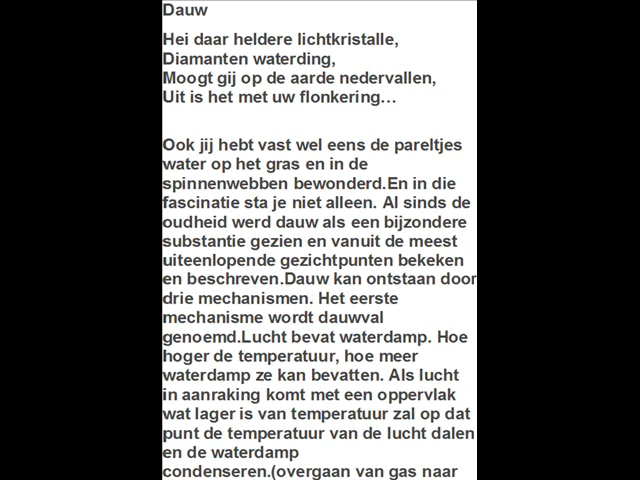 Dauw
Hei daar heldere lichtkristalle,
Diamanten waterding,
Moogt gij op de aarde nedervallen,
Uit is het met uw flonkering…
Ook jij hebt vast wel eens de pareltjes
water op het gras en in de
spinnenwebben bewonderd.En in die
fascinatie sta je niet alleen. Al sinds de
oudheid werd dauw als een bijzondere
substantie gezien en vanuit de meest
uiteenlopende gezichtpunten bekeken
en beschreven.Dauw kan ontstaan door
drie mechanismen. Het eerste
mechanisme wordt dauwval
genoemd.Lucht bevat waterdamp. Hoe
hoger de temperatuur, hoe meer
waterdamp ze kan bevatten. Als lucht
in aanraking komt met een oppervlak
wat lager is van temperatuur zal op dat
punt de temperatuur van de lucht dalen
en de waterdamp
condenseren.(overgaan van gas naar